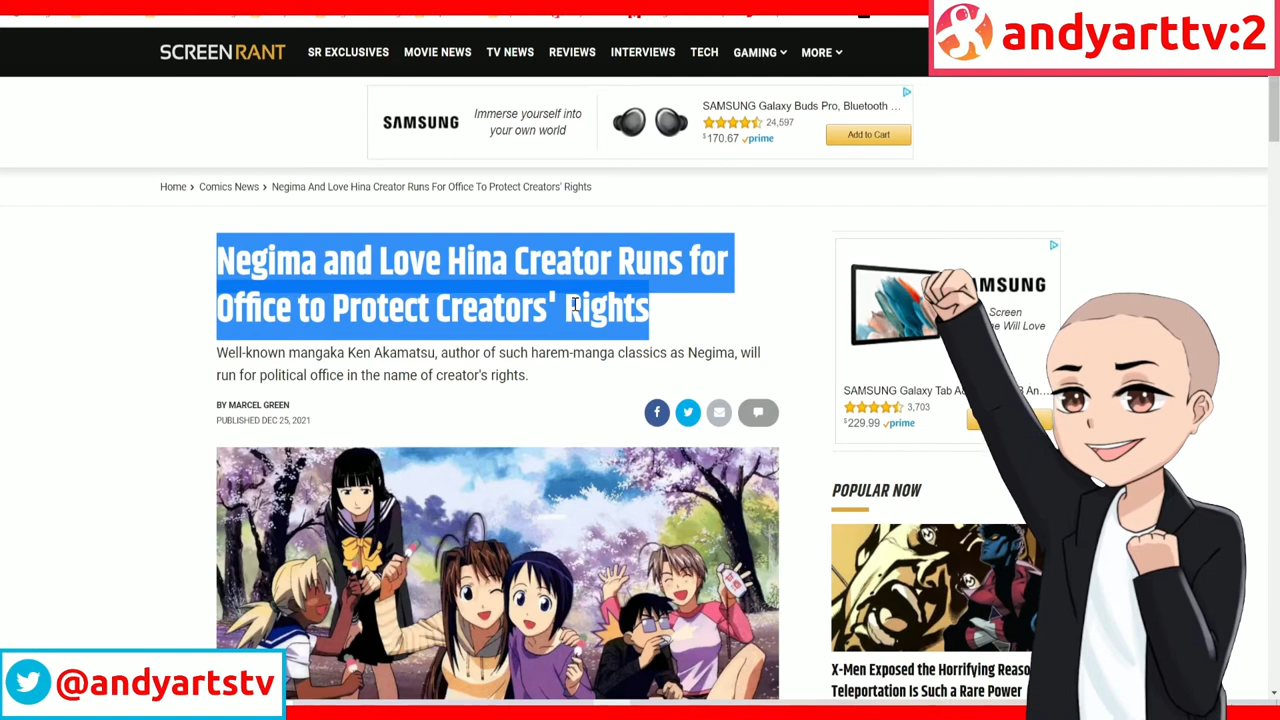 andyarttv:2
SCREENRANT SR EXCLUSIVES MOVIE NEWS TV NEWS REVIEWS INTERVIEWS TECH GAMING MORE
SAMSUNG
Immerse yourself into
your own world
SAMSUNG Galaxy Buds Pro, Bluetooth ...
24,597
$170.67 prime
Add to Cart
Home > Comics News > Negima And Love Hina Creator Runs For Office To Protect Creators' Rights
Negima and Love Hina Creator Runs for
Office to Protect Creators' Rights
Well-known mangaka Ken Akamatsu, author of such harem-manga classics as Negima, will
run for political office in the name of creator's rights.
BY MARCEL GREEN
PUBLISHED DEC 25, 2021
SAMSUNG
Screen
Will Love
SAMSUNG Galaxy Tab
3,703
$229.99 prime
POPULAR NOW
X-Men Exposed the Horrifying
Teleportation Is Such a Rare Power
@andyartstv